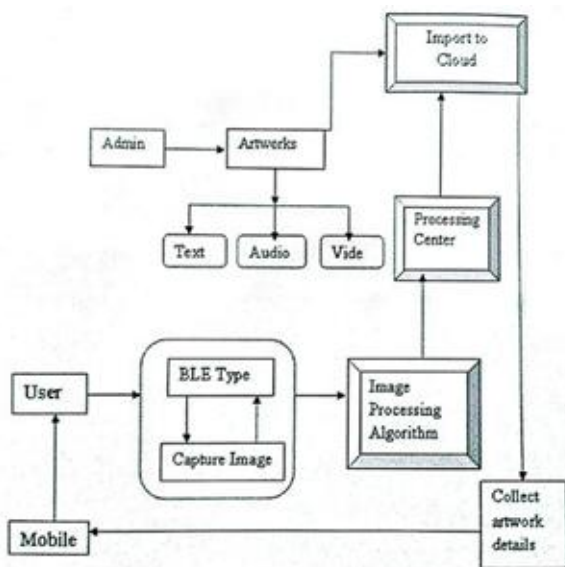 Import to
Cloud
Admin
Artworks
Processing
Center
Text
Audio
Vide
BLE Type
User
Image
Processing
Algorithm
Capture Image
Collect
artwork
details
Mobile